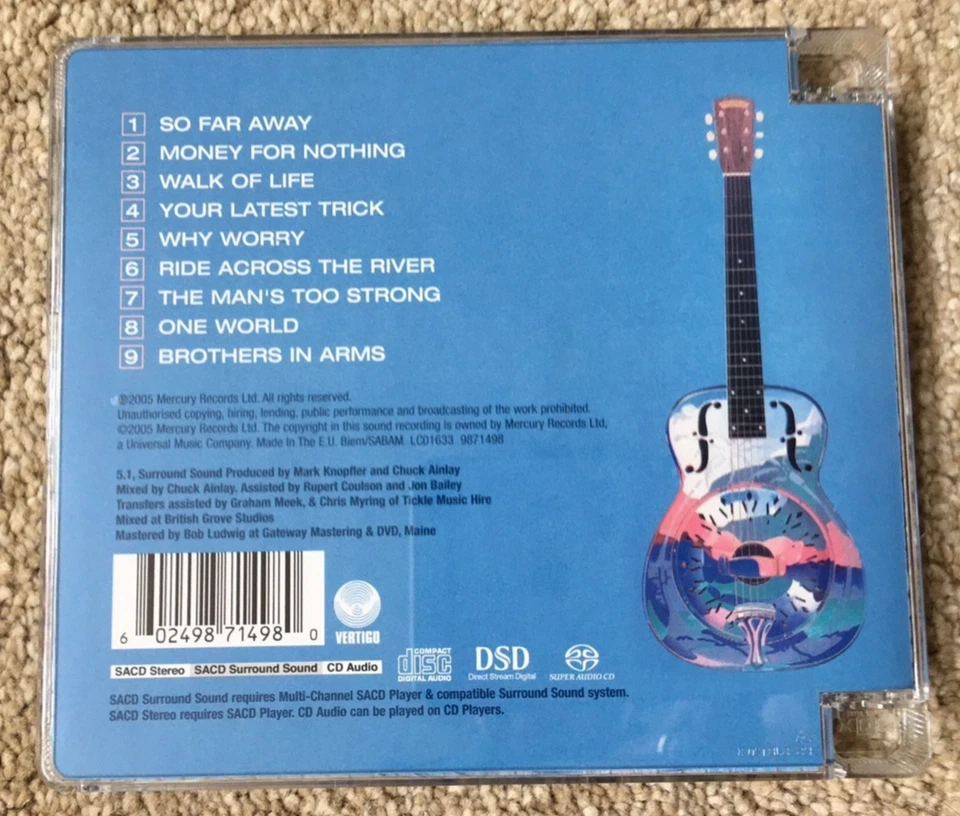 1 SO FAR AWAY
2 MONEY FOR NOTHING
3 WALK OF LIFE
4 YOUR LATEST TRICK
5 WHY WORRY
6 RIDE ACROSS THE RIVER
7 THE MAN'S TOO STRONG
8 ONE WORLD
9 BROTHERS IN ARMS
℗2005 Mercury Records Ltd. All rights reserved.
Unauthorised copying, hiring, lending, public performance and broadcasting of the work prohibited.
©2005 Mercury Records Ltd. The copyright in this sound recording is owned by Mercury Records Ltd,
a Universal Music Company. Made In The E.U. Biem/SABAM LC01633 9871498
5.1, Surround Sound Produced by Mark Knopfler and Chuck Ainlay
Mixed by Chuck Ainlay. Assisted by Rupert Coulson and Jon Bailey
Transfers assisted by Graham Meek, & Chris Myring of Tickle Music Hire
Mixed at British Grove Studios
Mastered by Bob Ludwig at Gateway Mastering & DVD, Maine
6 02498 71498 0
VERTIGO
SACD Stereo SACD Surround Sound CD Audio
COMPACT
disc
DIGITAL AUDIO
DSD
Direct Stream Digital
SUPER AUDIO CD
SACD Surround Sound requires Multi-Channel SACD Player & compatible Surround Sound system.
SACD Stereo requires SACD Player. CD Audio can be played on CD Players.